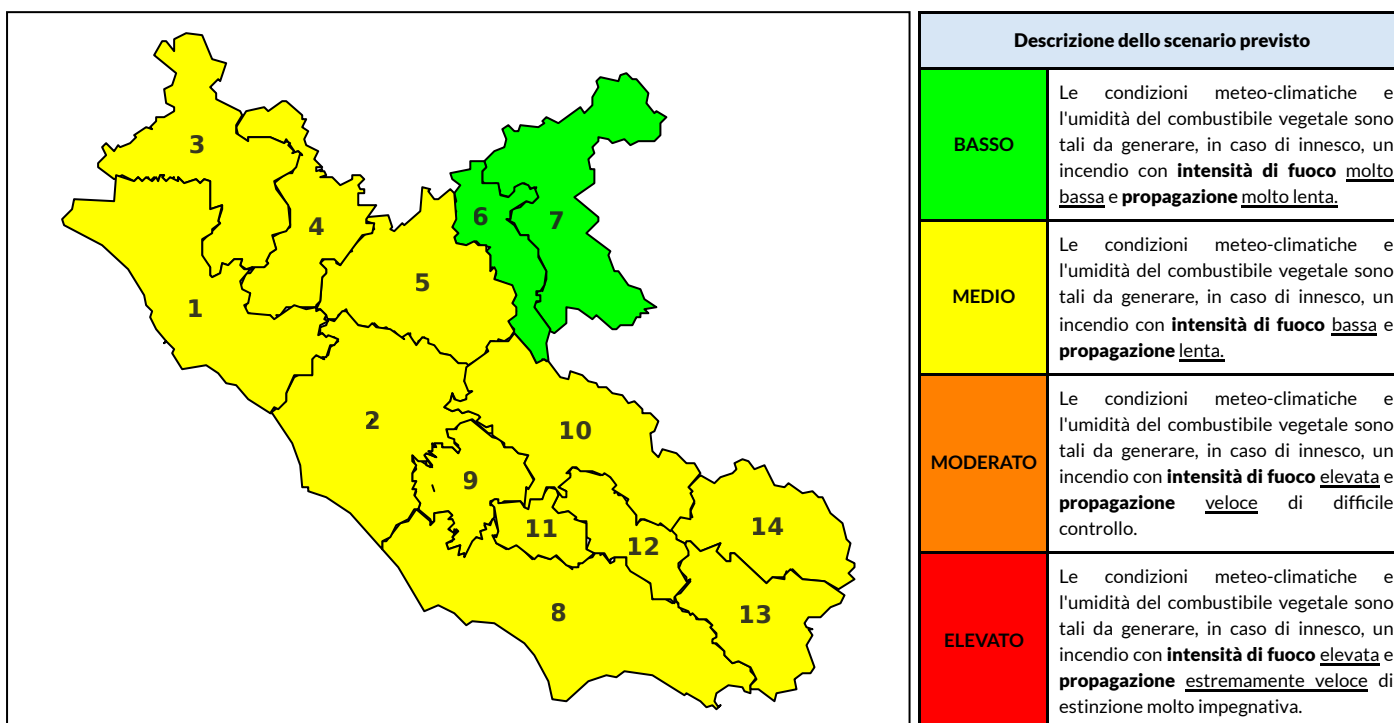 3
4
6
7
5
1
2
10
9
11
14
12
8
13
Descrizione dello scenario previsto
BASSO
Le condizioni meteo-climatiche e
l'umidità del combustibile vegetale sono
tali da generare, in caso di innesco, un
incendio con intensità di fuoco molto
bassa e propagazione molto lenta.
MEDIO
Le condizioni meteo-climatiche e
l'umidità del combustibile vegetale sono
tali da generare, in caso di innesco, un
incendio con intensità di fuoco bassa e
propagazione lenta.
MODERATO
Le condizioni meteo-climatiche e
l'umidità del combustibile vegetale sono
tali da generare, in caso di innesco, un
incendio con intensità di fuoco elevata e
propagazione veloce di difficile
controllo.
ELEVATO
Le condizioni meteo-climatiche e
l'umidità del combustibile vegetale sono
tali da generare, in caso di innesco, un
incendio con intensità di fuoco elevata e
propagazione estremamente veloce di
estinzione molto impegnativa.